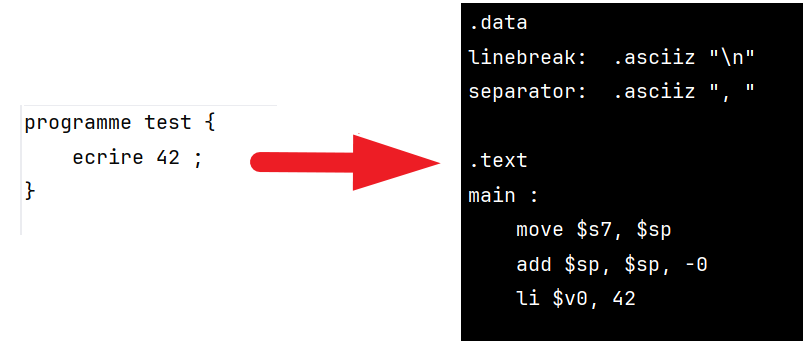 programme test {
    ecrire 42 ;
}
.data
linebreak:  .asciiz "\n"
separator:  .asciiz ", "
.text
main :
    move $s7, $sp
    add $sp, $sp, -0
    li $v0, 42